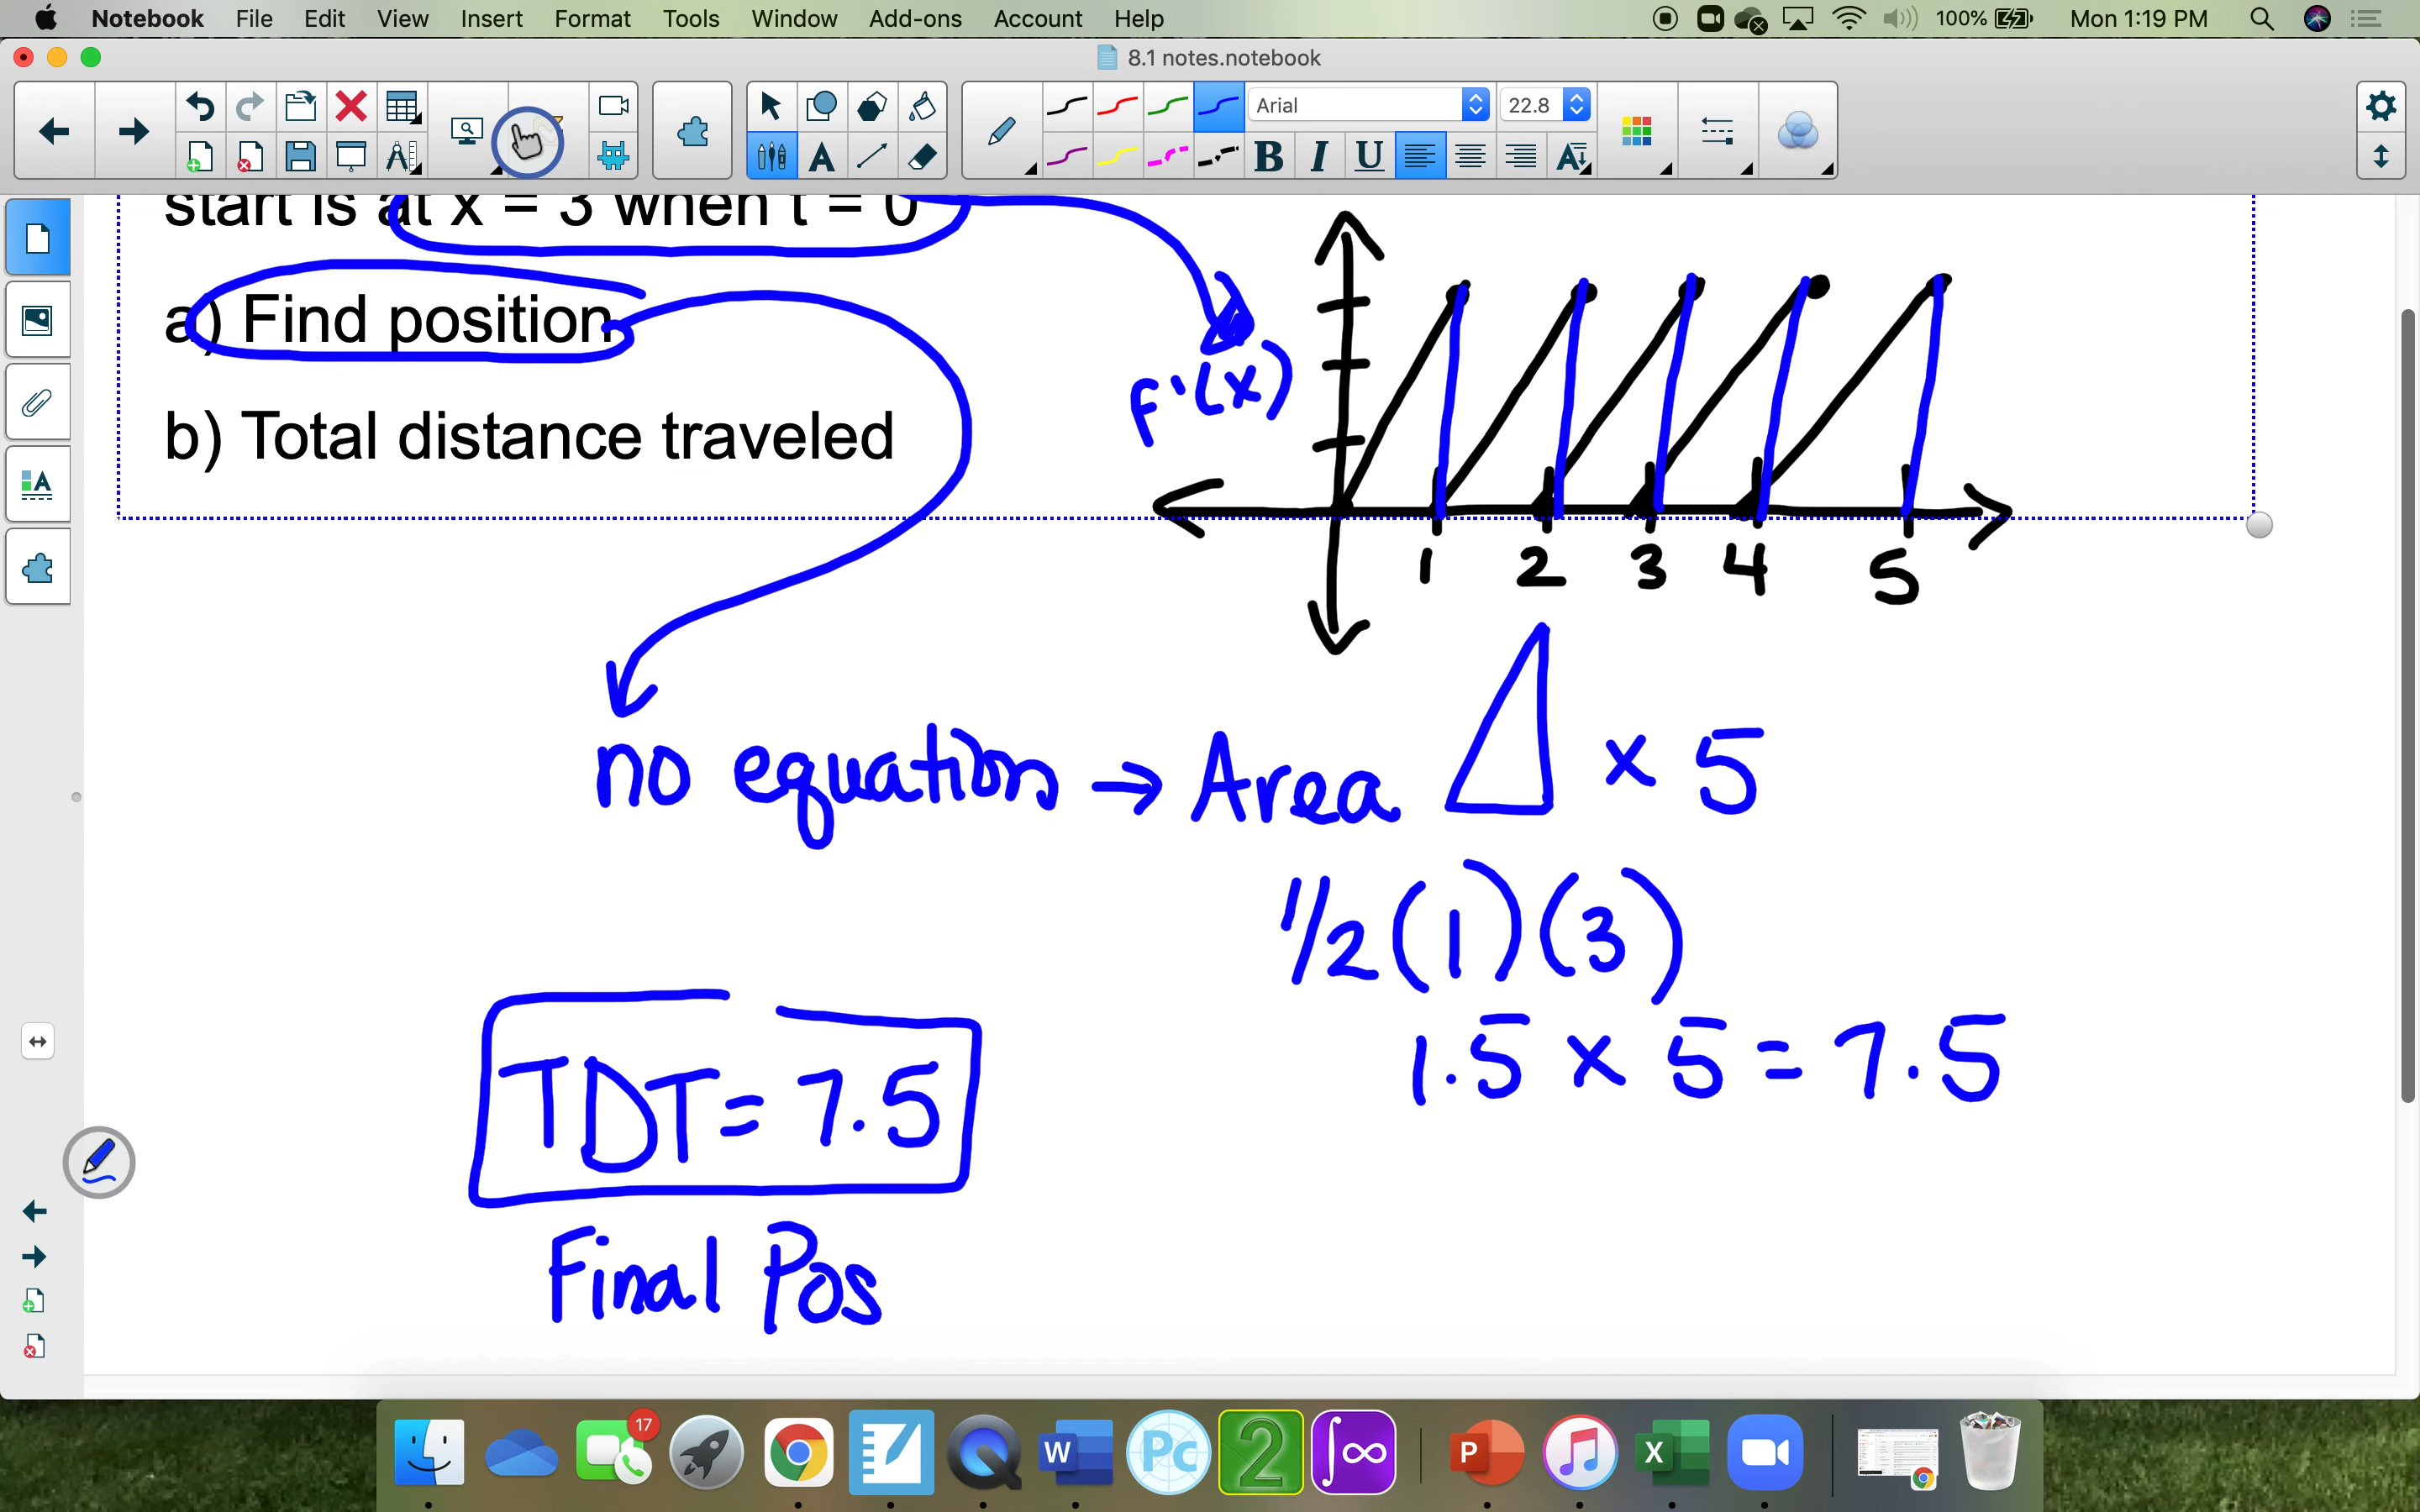 Notebook File Edit View Insert Format Tools Window Add-ons Account Help 100% Mon 1:19 PM
8.1 notes.notebook
Arial 22.8
B I U A
start is at x = 3 when t = 0
a) Find position
b) Total distance traveled
f'(x)
1 2 3 4 5
no equation → Area × 5
1/2 (1)(3)
1.5 × 5 = 7.5
TDT = 7.5
Final Pos
17
W Pc 2 ∫∞ P X